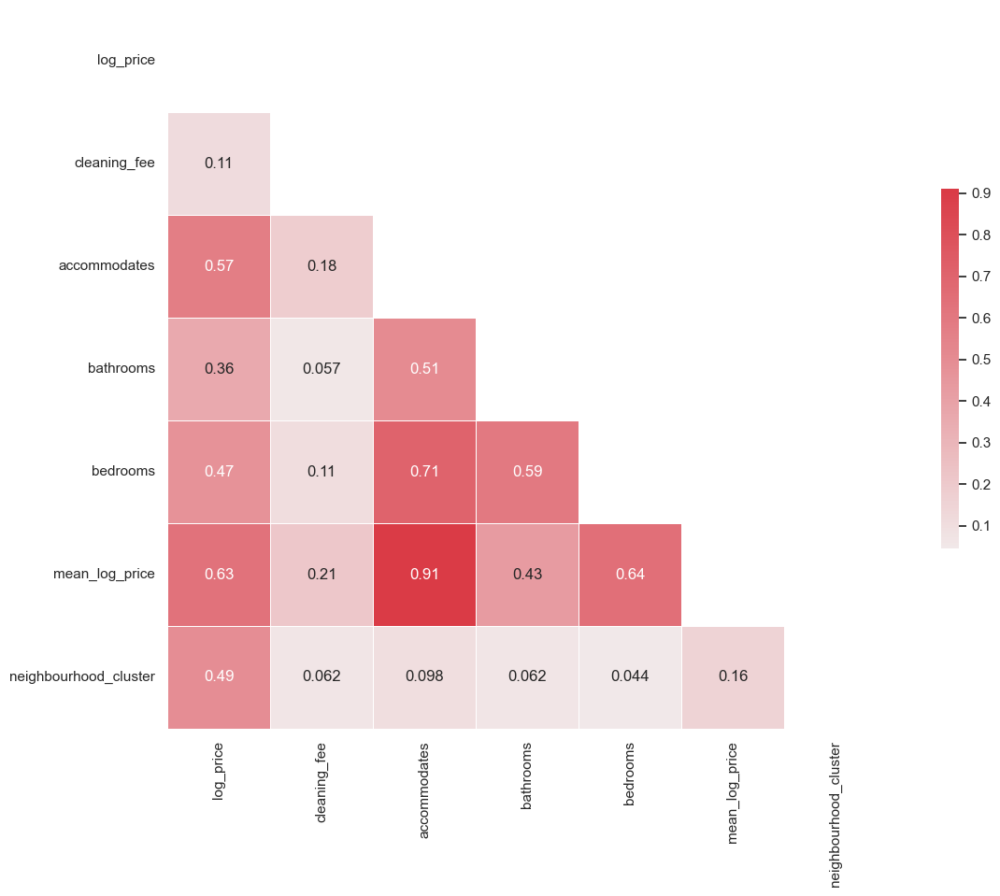 log_price
cleaning_fee 0.11
accommodates 0.57 0.18
bathrooms 0.36 0.057 0.51
bedrooms 0.47 0.11 0.71 0.59
mean_log_price 0.63 0.21 0.91 0.43 0.64
neighbourhood_cluster 0.49 0.062 0.098 0.062 0.044 0.16
log_price
cleaning_fee
accommodates
bathrooms
bedrooms
mean_log_price
neighbourhood_cluster
0.9
0.8
0.7
0.6
0.5
0.4
0.3
0.2
0.1